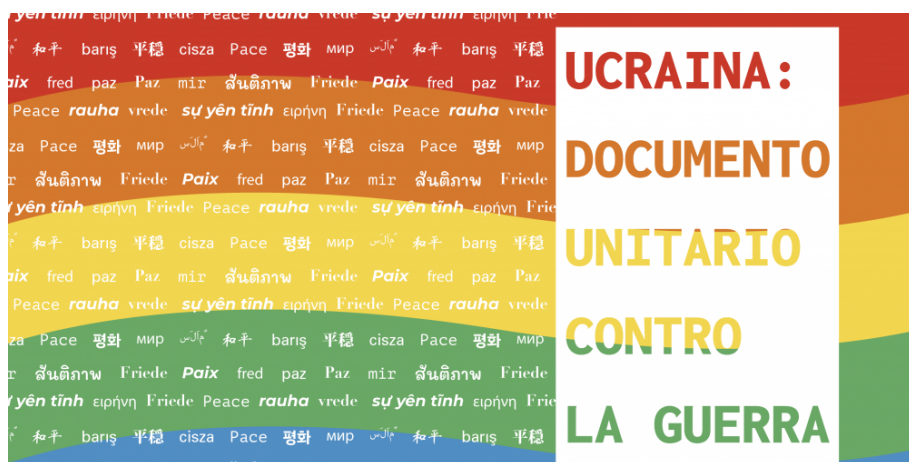 yên tĩnh ειρήνη Friede Peace rauha vrede sự yên tĩnh ειρήνη Frie
和平 barış 平穏 cisza Pace 평화 мир 和平 barış 平穏
aix fred paz Paz mir สันติภาพ Friede Paix fred paz Paz
Peace rauha vrede sự yên tĩnh ειρήνη Friede Peace rauha vrede
za Pace 평화 мир 和平 barış 平穏 cisza Pace 평화 мир
r สันติภาพ Friede Paix fred paz Paz mir สันติภาพ Friede
yên tĩnh ειρήνη Friede Peace rauha vrede sự yên tĩnh ειρήνη Frie
和平 barış 平穏 cisza Pace 평화 мир 和平 barış 平穏
aix fred paz Paz mir สันติภาพ Friede Paix fred paz Paz
Peace rauha vrede sự yên tĩnh ειρήνη Friede Peace rauha vrede
za Pace 평화 мир 和平 barış 平穏 cisza Pace 평화 мир
r สันติภาพ Friede Paix fred paz Paz mir สันติภาพ Friede
yên tĩnh ειρήνη Friede Peace rauha vrede sự yên tĩnh ειρήνη Frie
和平 barış 平穏 cisza Pace 평화 мир 和平 barış 平穏
UCRAINA:
DOCUMENTO
UNITARIO
CONTRO
LA GUERRA